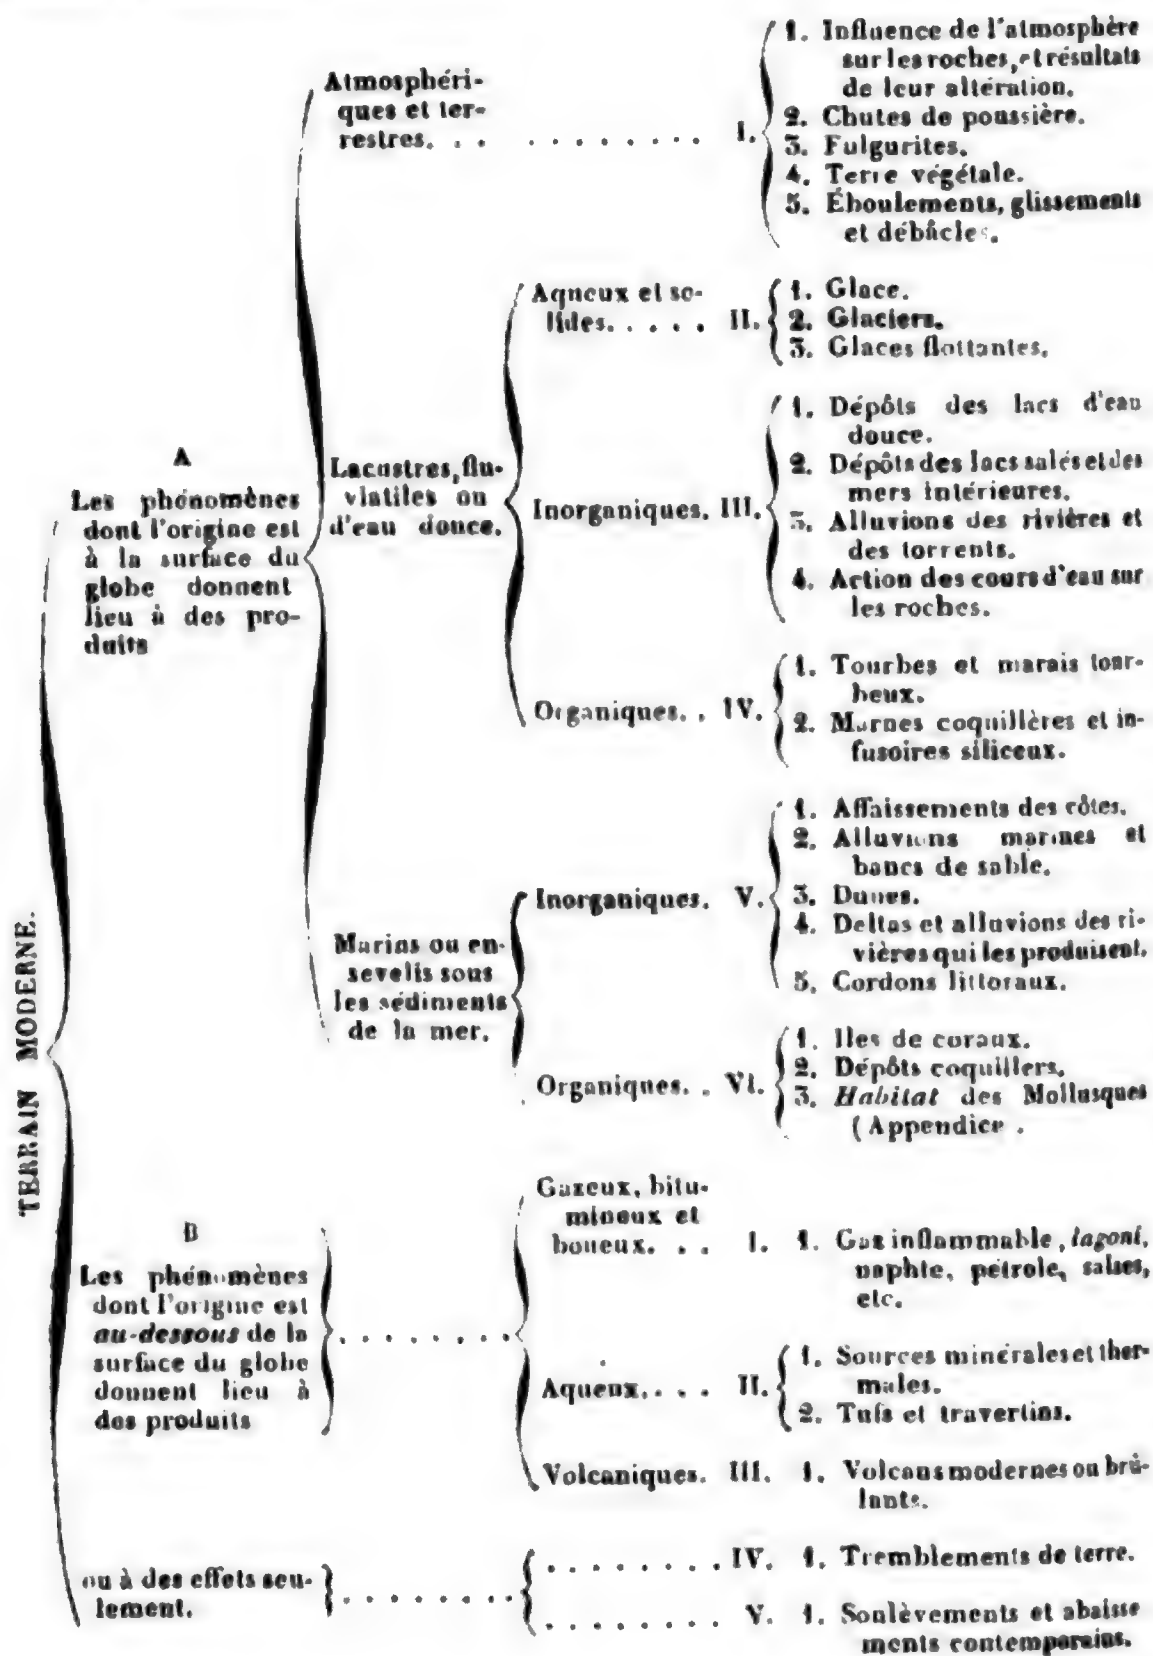 TERRAIN MODERNE.
A
Les phénomènes
dont l'origine est
à la surface du
globe donnent
lieu à des pro-
duits
Atmosphéri-
ques et ter-
restres. . . . . . . . . . . I.
1. Influence de l'atmosphère
sur les roches, et résultats
de leur altération.
2. Chutes de poussière.
3. Fulgurites.
4. Terre végétale.
5. Éboulements, glissements
et débâcles.
Lacustres, flu-
viatiles ou
d'eau douce.
Aqueux et so-
lides. . . . . II.
1. Glace.
2. Glaciers.
3. Glaces flottantes.
Inorganiques. III.
1. Dépôts des lacs d'eau
douce.
2. Dépôts des lacs salés et des
mers intérieures.
3. Alluvions des rivières et
des torrents.
4. Action des cours d'eau sur
les roches.
Organiques. . IV.
1. Tourbes et marais tour-
beux.
2. Marnes coquillères et in-
fusoires siliceux.
Marins ou en-
sevelis sous
les sédiments
de la mer.
Inorganiques. V.
1. Affaissements des côtes.
2. Alluvions marines et
bancs de sable.
3. Dunes.
4. Deltas et alluvions des ri-
vières qui les produisent.
5. Cordons littoraux.
Organiques. . VI.
1. Iles de coraux.
2. Dépôts coquillers.
3. Habitat des Mollusques
(Appendice .
B
Les phénomènes
dont l'origine est
au-dessous de la
surface du globe
donnent lieu à
des produits
. . . . . . . .
Gazeux, bitu-
mineux et
boueux. . . I.
1. Gaz inflammable, lagoni,
naphte, pétrole, salses,
etc.
Aqueux. . . . II.
1. Sources minérales et ther-
males.
2. Tufs et travertins.
Volcaniques. III.
1. Volcans modernes ou brû-
lants.
ou à des effets seu-
lement.
. . . . . . . .
. . . . . . . . IV. 1. Tremblements de terre.
. . . . . . . . V. 1. Soulèvements et abaisse
ments contemporains.